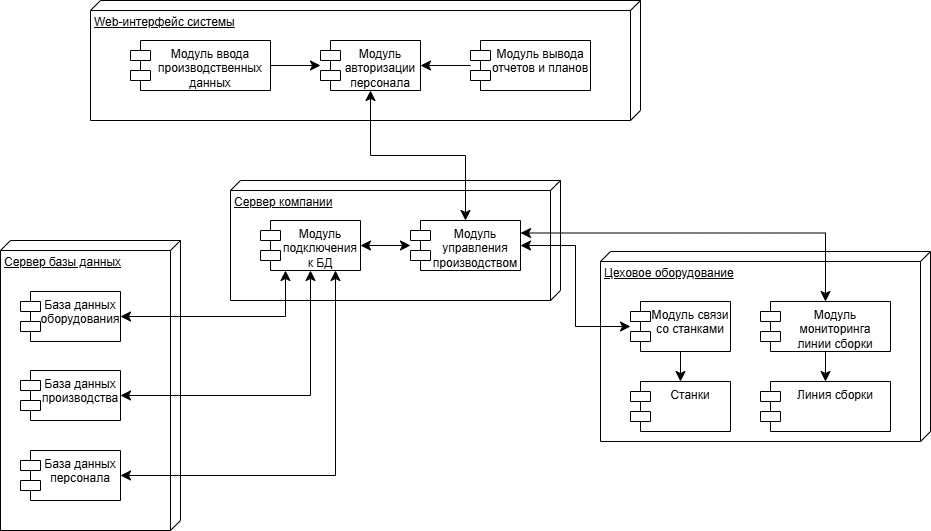 Web-интерфейс системы
Модуль ввода
производственных
данных
Модуль
авторизации
персонала
Модуль вывода
отчетов и планов
Сервер компании
Модуль
подключения
к БД
Модуль
управления
производством
Сервер базы данных
База данных
оборудования
База данных
производства
База данных
персонала
Цеховое оборудование
Модуль связи
со станками
Модуль
мониторинга
линии сборки
Станки
Линия сборки